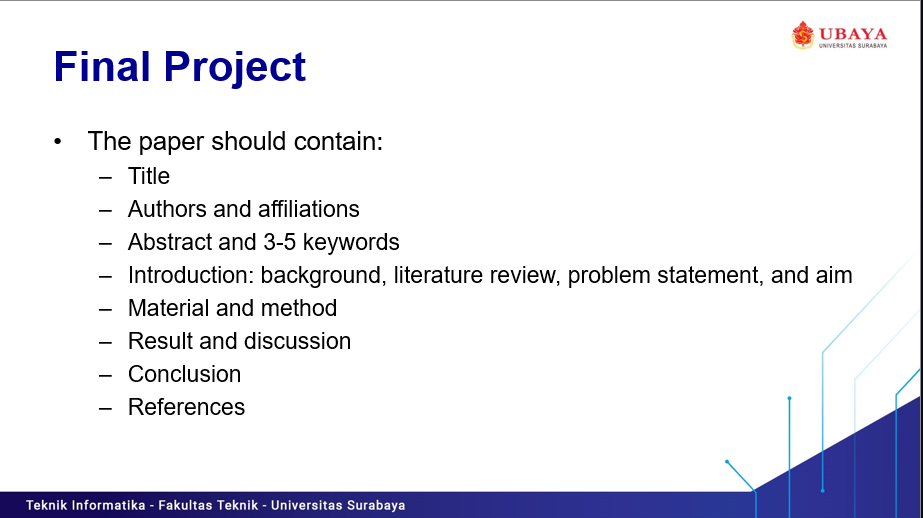 UBAYA
UNIVERSITAS SURABAYA
Final Project
• The paper should contain:
– Title
– Authors and affiliations
– Abstract and 3-5 keywords
– Introduction: background, literature review, problem statement, and aim
– Material and method
– Result and discussion
– Conclusion
– References
Teknik Informatika - Fakultas Teknik - Universitas Surabaya